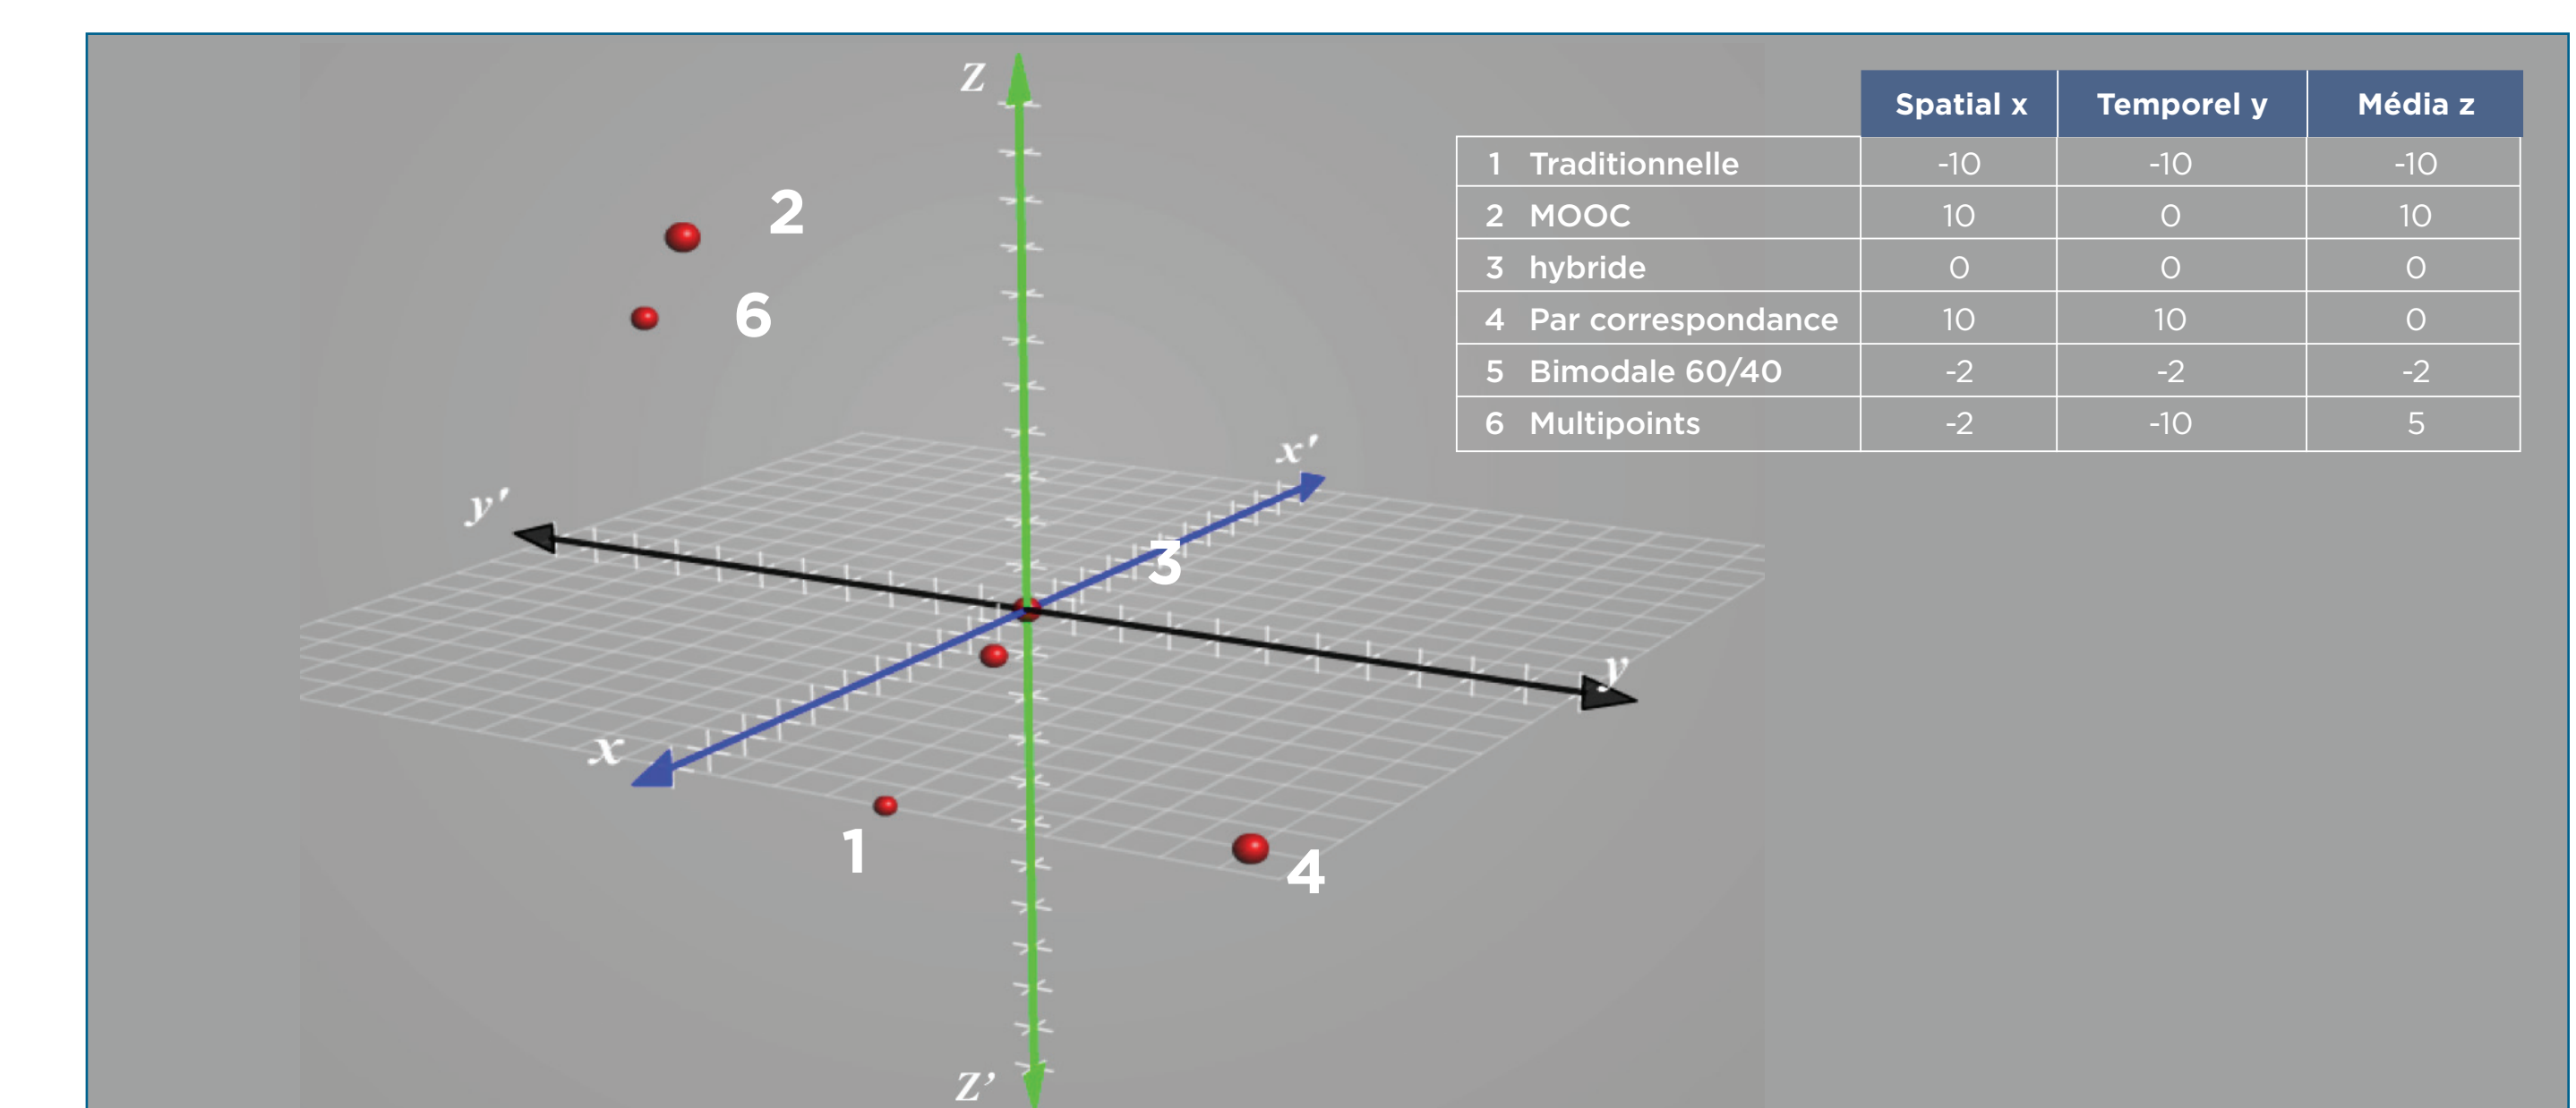 Z
2
6
x'
y'
3
y
x
1
4
Z’
Spatial x Temporel y Média z
1 Traditionnelle -10 -10 -10
2 MOOC 10 0 10
3 hybride 0 0 0
4 Par correspondance 10 10 0
5 Bimodale 60/40 -2 -2 -2
6 Multipoints -2 -10 5